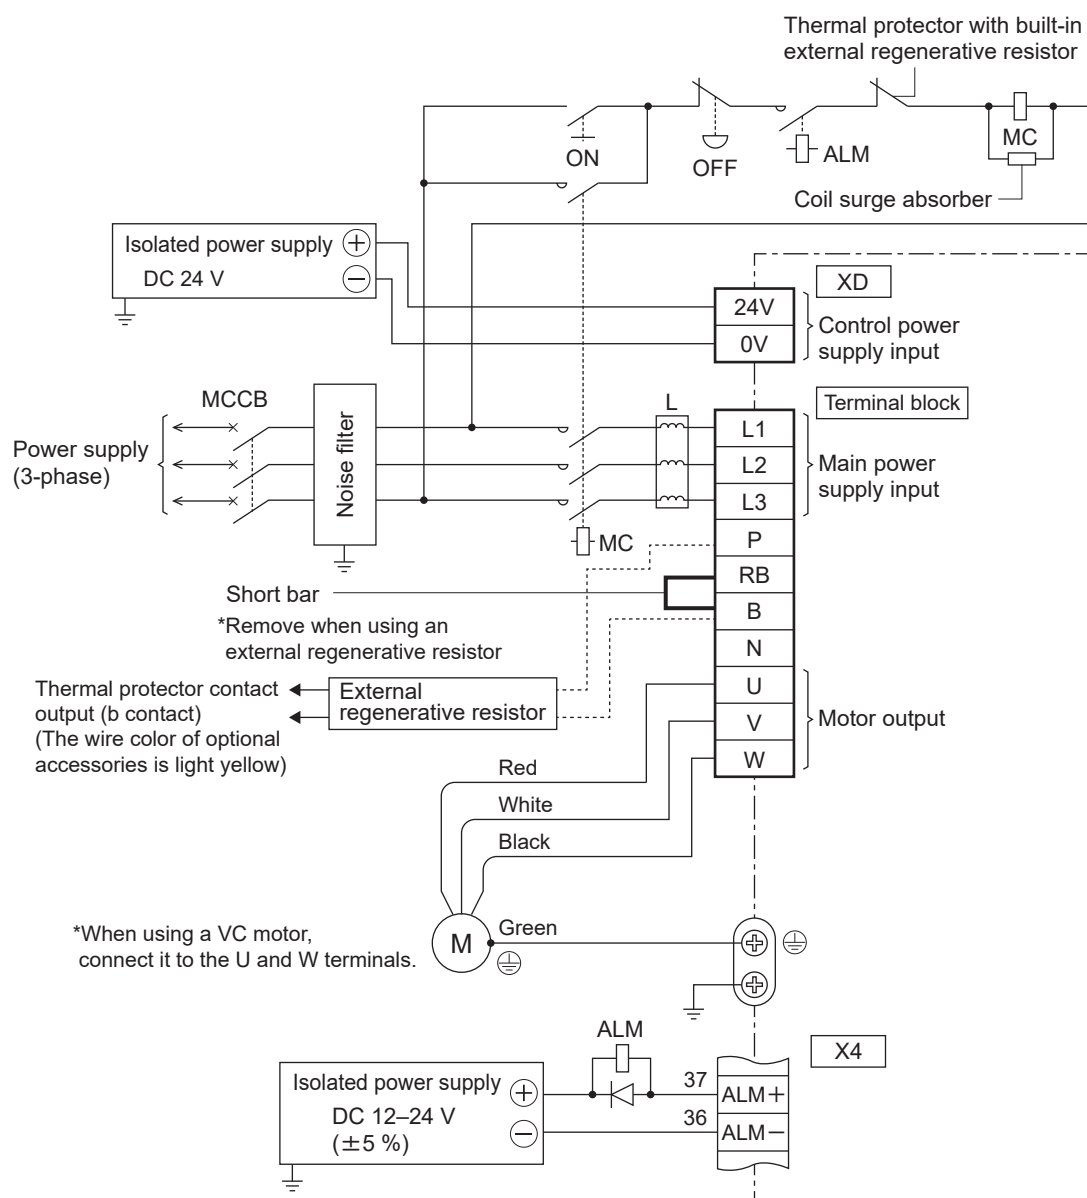 Thermal protector with built-in
external regenerative resistor
ON
OFF
ALM
MC
Coil surge absorber
Isolated power supply
DC 24 V
XD
24V
0V
Control power
supply input
MCCB
L
Terminal block
Power supply
(3-phase)
Noise filter
L1
L2
L3
Main power
supply input
MC
P
RB
B
N
Short bar
*Remove when using an
external regenerative resistor
Thermal protector contact
output (b contact)
(The wire color of optional
accessories is light yellow)
External
regenerative resistor
U
V
W
Motor output
Red
White
Black
*When using a VC motor,
connect it to the U and W terminals.
M
Green
ALM
X4
Isolated power supply
DC 12–24 V
(±5 %)
37
36
ALM+
ALM−